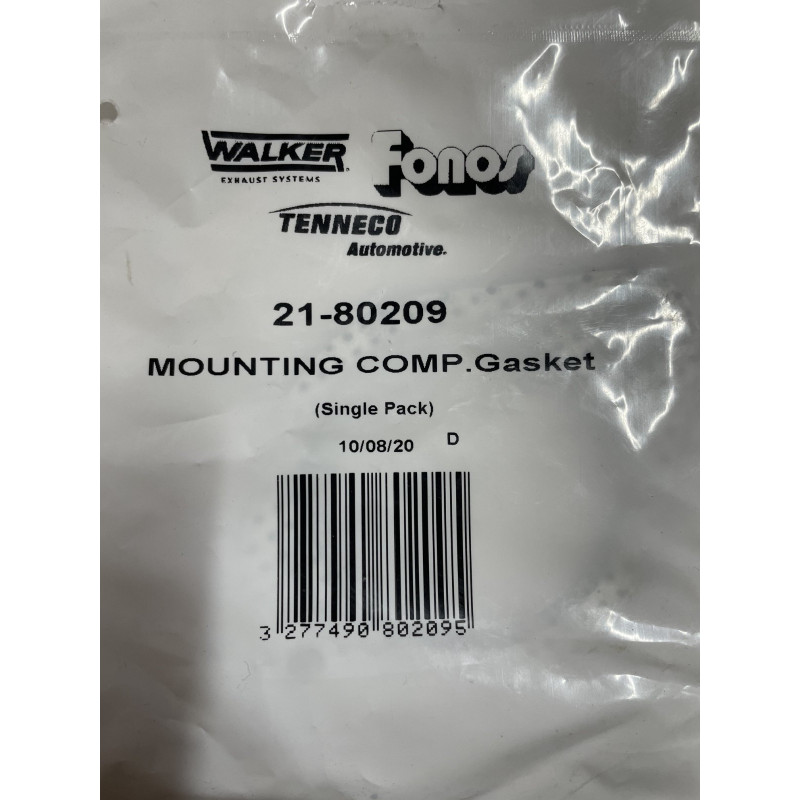 WALKER Fonos
EXHAUST SYSTEMS
TENNECO
Automotive.
21-80209
MOUNTING COMP.Gasket
(Single Pack)
10/08/20 D
3 277490 802095